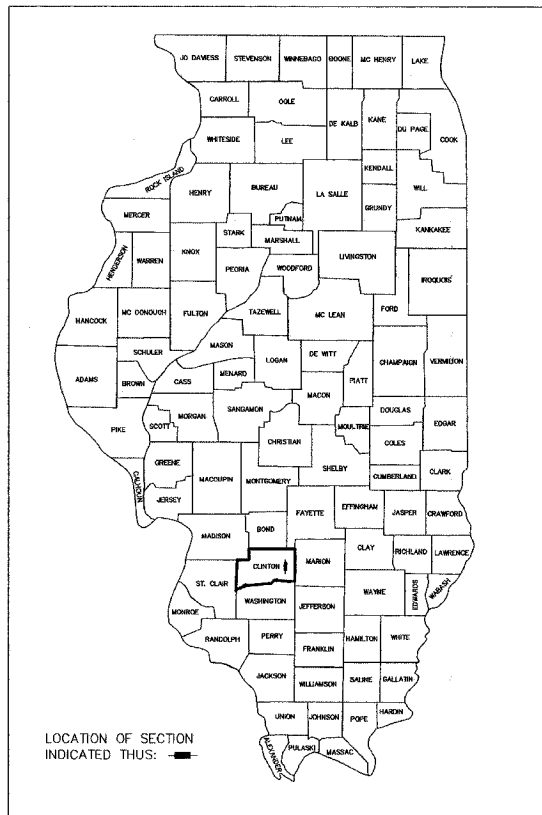 JO DAVIESS STEVENSON WINNEBAGO BOONE MC HENRY LAKE
CARROLL OGLE
DE KALB KANE DU PAGE COOK
WHITESIDE LEE
ROCK ISLAND
HENRY BUREAU LA SALLE KENDALL WILL
GRUNDY
MERCER PUTNAM KANKAKEE
STARK MARSHALL
HENDERSON WARREN KNOX PEORIA WOODFORD LIVINGSTON IROQUOIS
HANCOCK MC DONOUGH FULTON TAZEWELL MC LEAN FORD
MASON
SCHULER LOGAN DE WITT CHAMPAIGN VERMILION
ADAMS BROWN CASS MENARD PIATT
MACON
PIKE SCOTT MORGAN SANGAMON DOUGLAS EDGAR
MOULTRIE
CHRISTIAN COLES
GREENE SHELBY CLARK
CALHOUN MACOUPIN MONTGOMERY CUMBERLAND
JERSEY FAYETTE EFFINGHAM JASPER CRAWFORD
MADISON BOND
CLAY RICHLAND LAWRENCE
CLINTON MARION
ST. CLAIR WAYNE EDWARDS WABASH
WASHINGTON JEFFERSON
MONROE
RANDOLPH PERRY HAMILTON WHITE
FRANKLIN
JACKSON WILLIAMSON SALINE GALLATIN
UNION JOHNSON POPE HARDIN
ALEXANDER PULASKI MASSAC
LOCATION OF SECTION
INDICATED THUS: